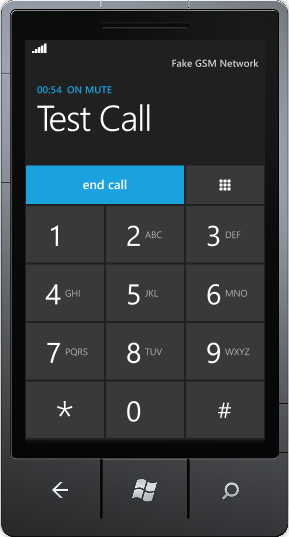 Fake GSM Network
00:54 ON MUTE
Test Call
end call
1 2 ABC 3 DEF
4 GHI 5 JKL 6 MNO
7 PQRS 8 TUV 9 WXYZ
* 0 #